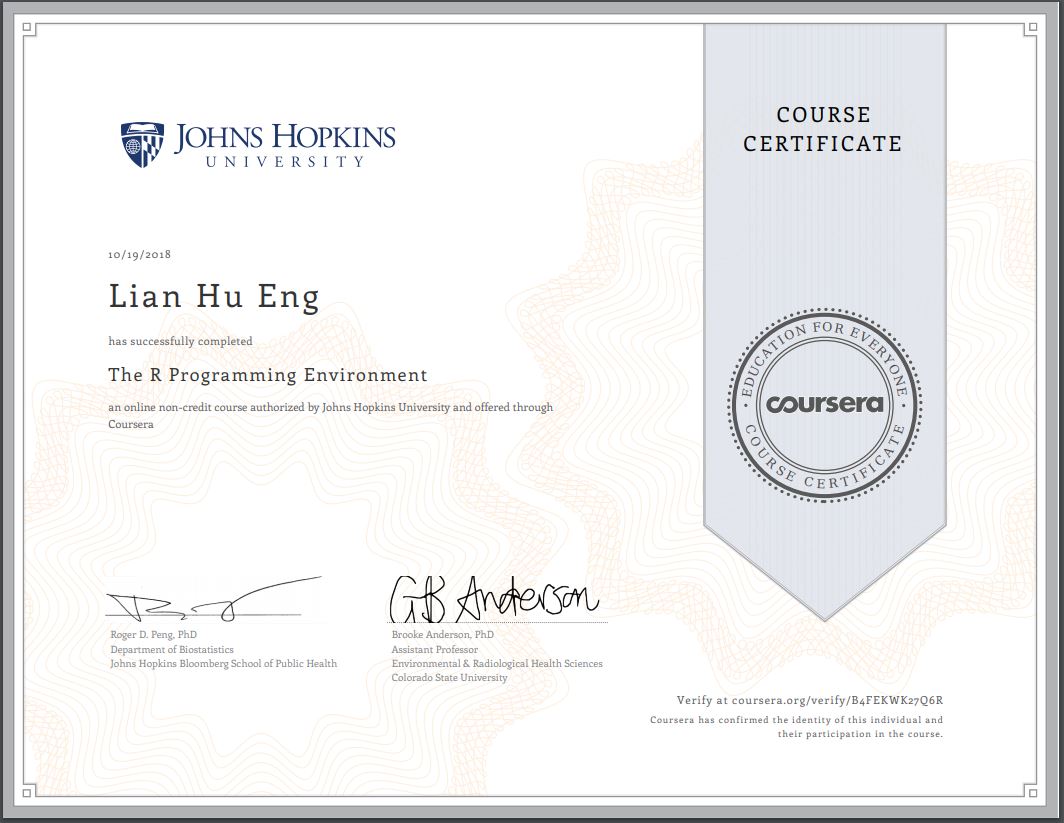 JOHNS HOPKINS
UNIVERSITY
COURSE
CERTIFICATE
10/19/2018
Lian Hu Eng
has successfully completed
The R Programming Environment
an online non-credit course authorized by Johns Hopkins University and offered through
Coursera
EDUCATION FOR EVERYONE
coursera
COURSE CERTIFICATE
GB Anderson
Roger D. Peng, PhD
Department of Biostatistics
Johns Hopkins Bloomberg School of Public Health
Brooke Anderson, PhD
Assistant Professor
Environmental & Radiological Health Sciences
Colorado State University
Verify at coursera.org/verify/B4FEKWK27Q6R
Coursera has confirmed the identity of this individual and
their participation in the course.